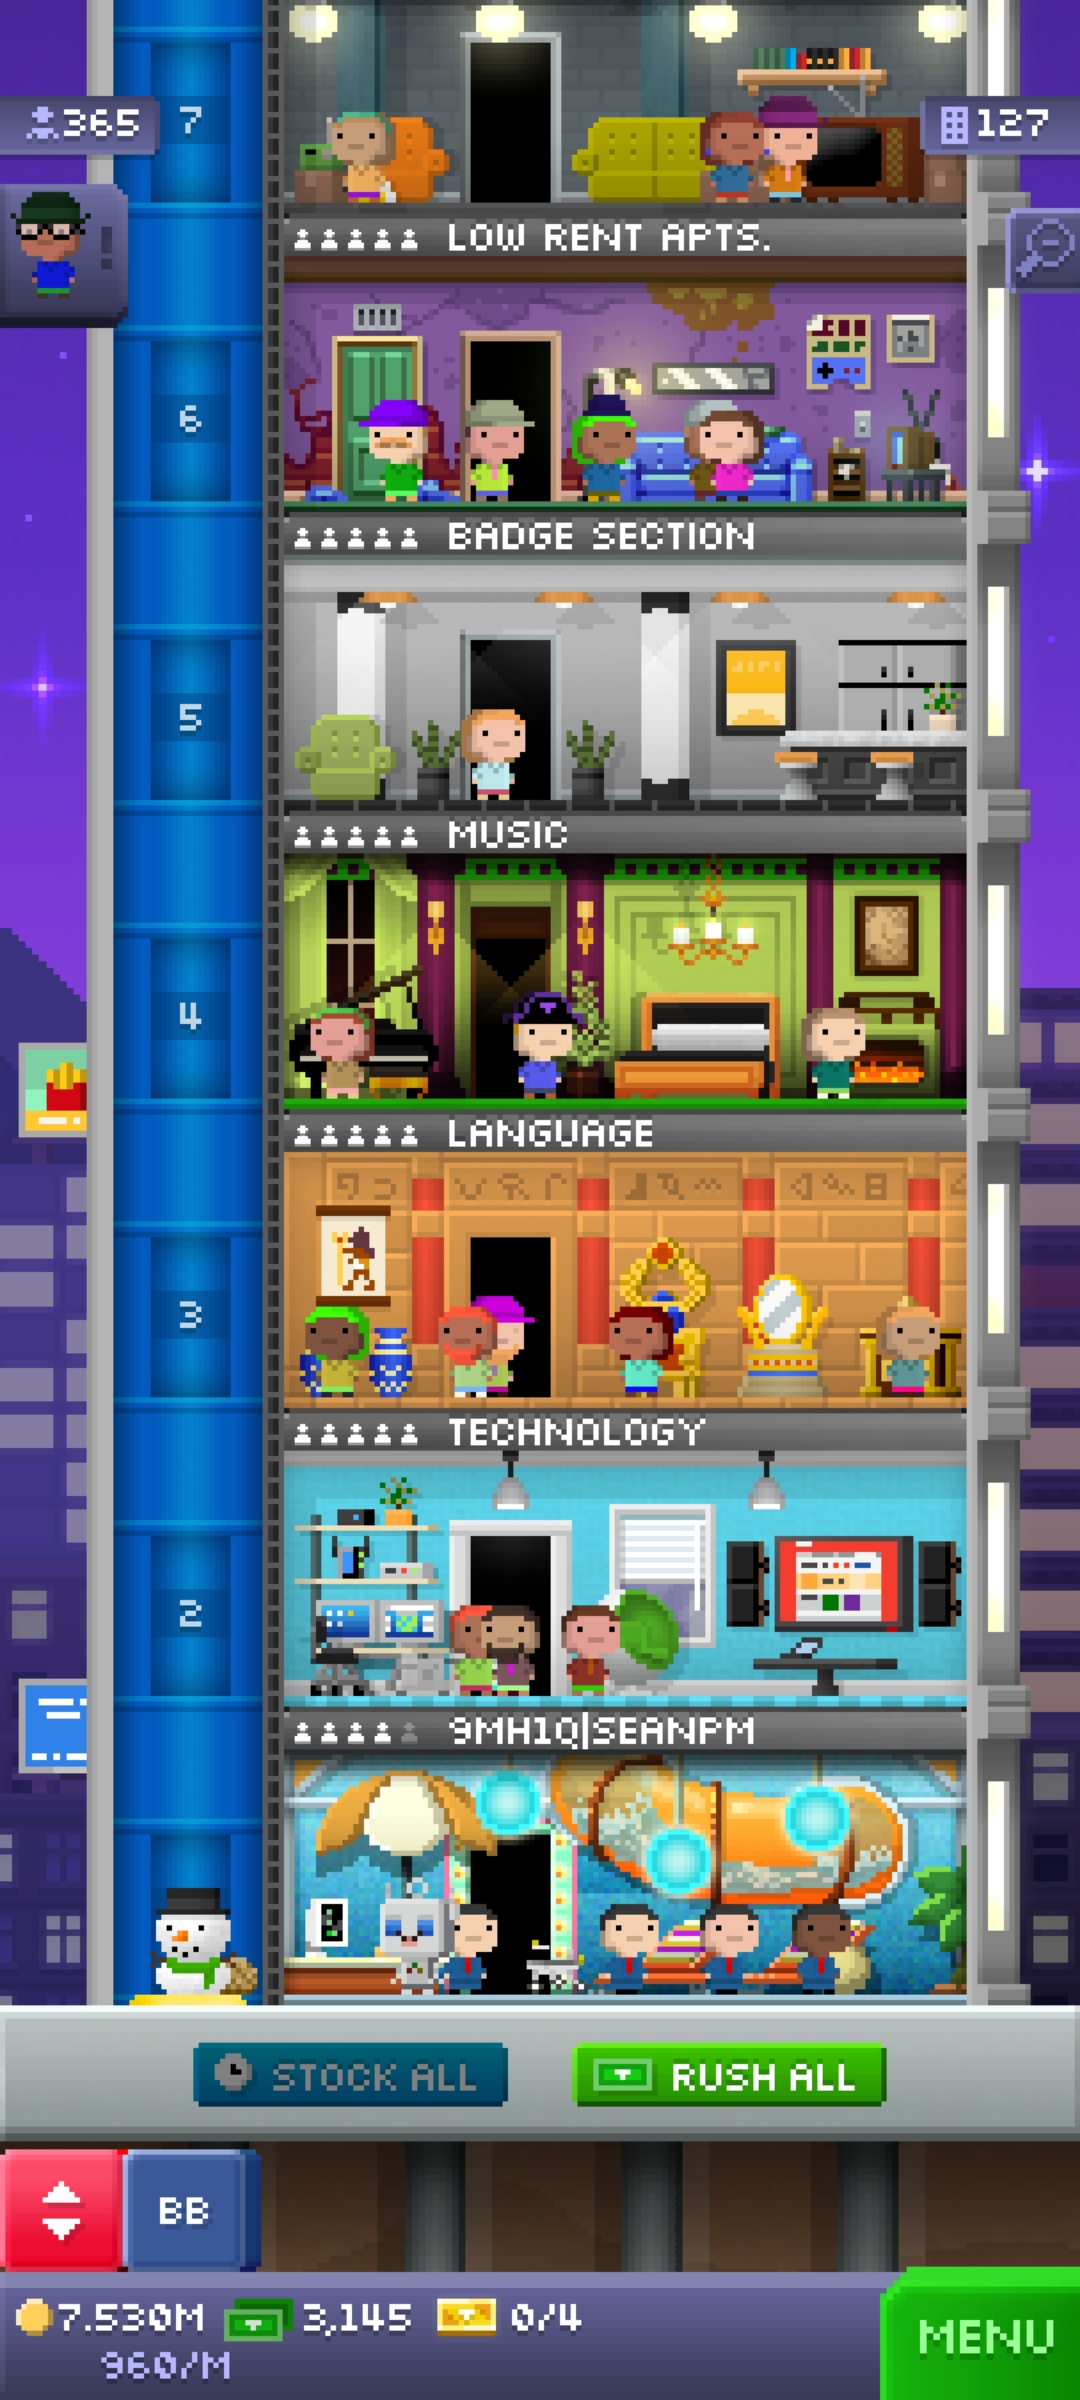 7
365
127
LOW RENT APTS.
6
BADGE SECTION
5
MUSIC
4
LANGUAGE
3
TECHNOLOGY
2
9MH1Q|SEANPM
STOCK ALL
RUSH ALL
BB
7.530M
3,145
0/4
960/M
MENU